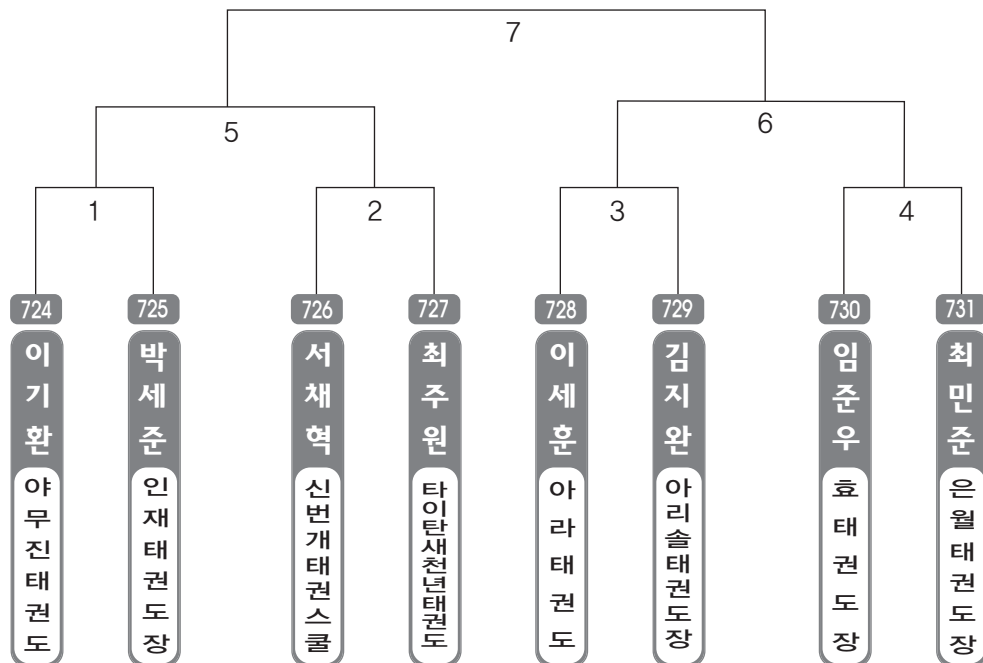 7
5
6
1
2
3
4
724
725
726
727
728
729
730
731
이기환
박세준
서채혁
최주원
이세훈
김지완
임준우
최민준
야무진태권도
인재태권도장
신번개태권스쿨
타이탄새천년태권도
아라태권도
아리솔태권도장
효태권도장
은월태권도장